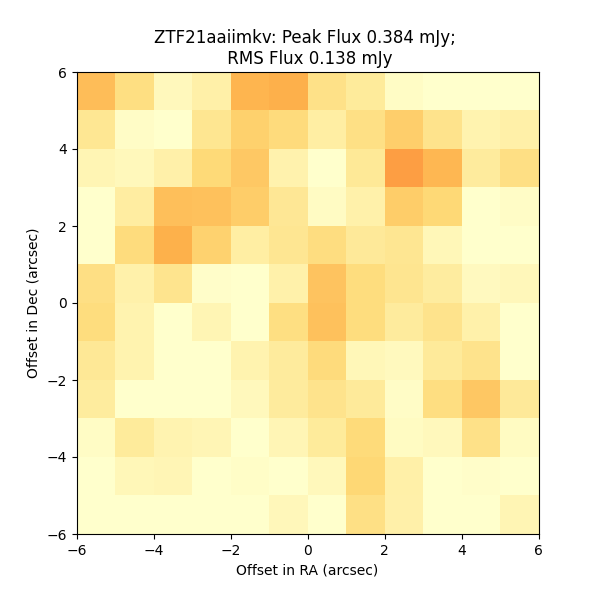 ZTF21aaiimkv: Peak Flux 0.384 mJy;
RMS Flux 0.138 mJy
6
4
2
0
−2
−4
−6
Offset in Dec (arcsec)
−6 −4 −2 0 2 4 6
Offset in RA (arcsec)